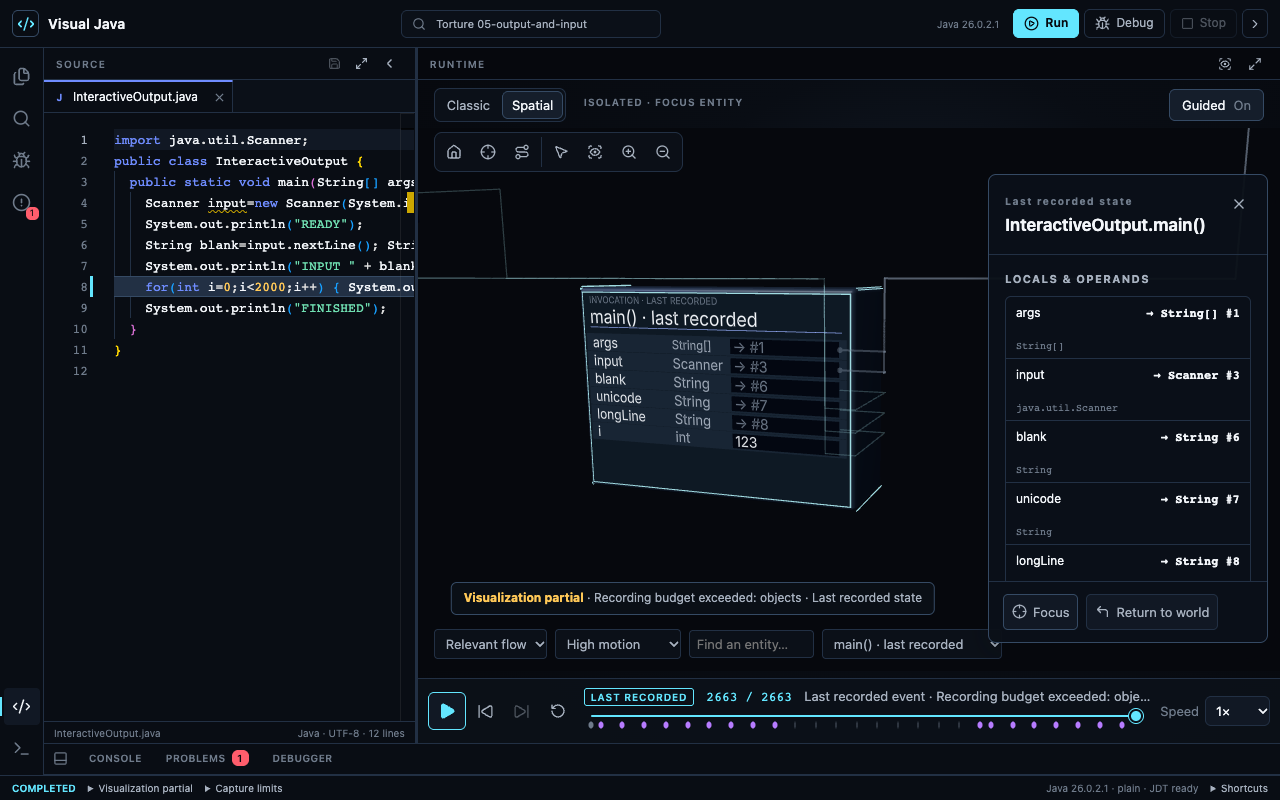 Visual Java
Torture 05-output-and-input
Java 26.0.2.1
Run
Debug
Stop
SOURCE
RUNTIME
J InteractiveOutput.java
Classic
Spatial
ISOLATED · FOCUS ENTITY
Guided On
1 import java.util.Scanner;
2 public class InteractiveOutput {
3 public static void main(String[] args
4 Scanner input=new Scanner(System.i
5 System.out.println("READY");
6 String blank=input.nextLine(); Stri
7 System.out.println("INPUT " + blank
8 for(int i=0;i<2000;i++) { System.ou
9 System.out.println("FINISHED");
10 }
11 }
12
1
INVOCATION · LAST RECORDED
main() · last recorded
args String[] → #1
input Scanner → #3
blank String → #6
unicode String → #7
longLine String → #8
i int 123
Last recorded state
InteractiveOutput.main()
LOCALS & OPERANDS
args → String[] #1
String[]
input → Scanner #3
java.util.Scanner
blank → String #6
String
unicode → String #7
String
longLine → String #8
Focus
Return to world
Visualization partial · Recording budget exceeded: objects · Last recorded state
Relevant flow
High motion
Find an entity...
main() · last recorded
LAST RECORDED 2663 / 2663 Last recorded event · Recording budget exceeded: obje...
Speed
1×
InteractiveOutput.java
Java · UTF-8 · 12 lines
CONSOLE
PROBLEMS 1
DEBUGGER
COMPLETED
Visualization partial
Capture limits
Java 26.0.2.1 · plain · JDT ready
Shortcuts